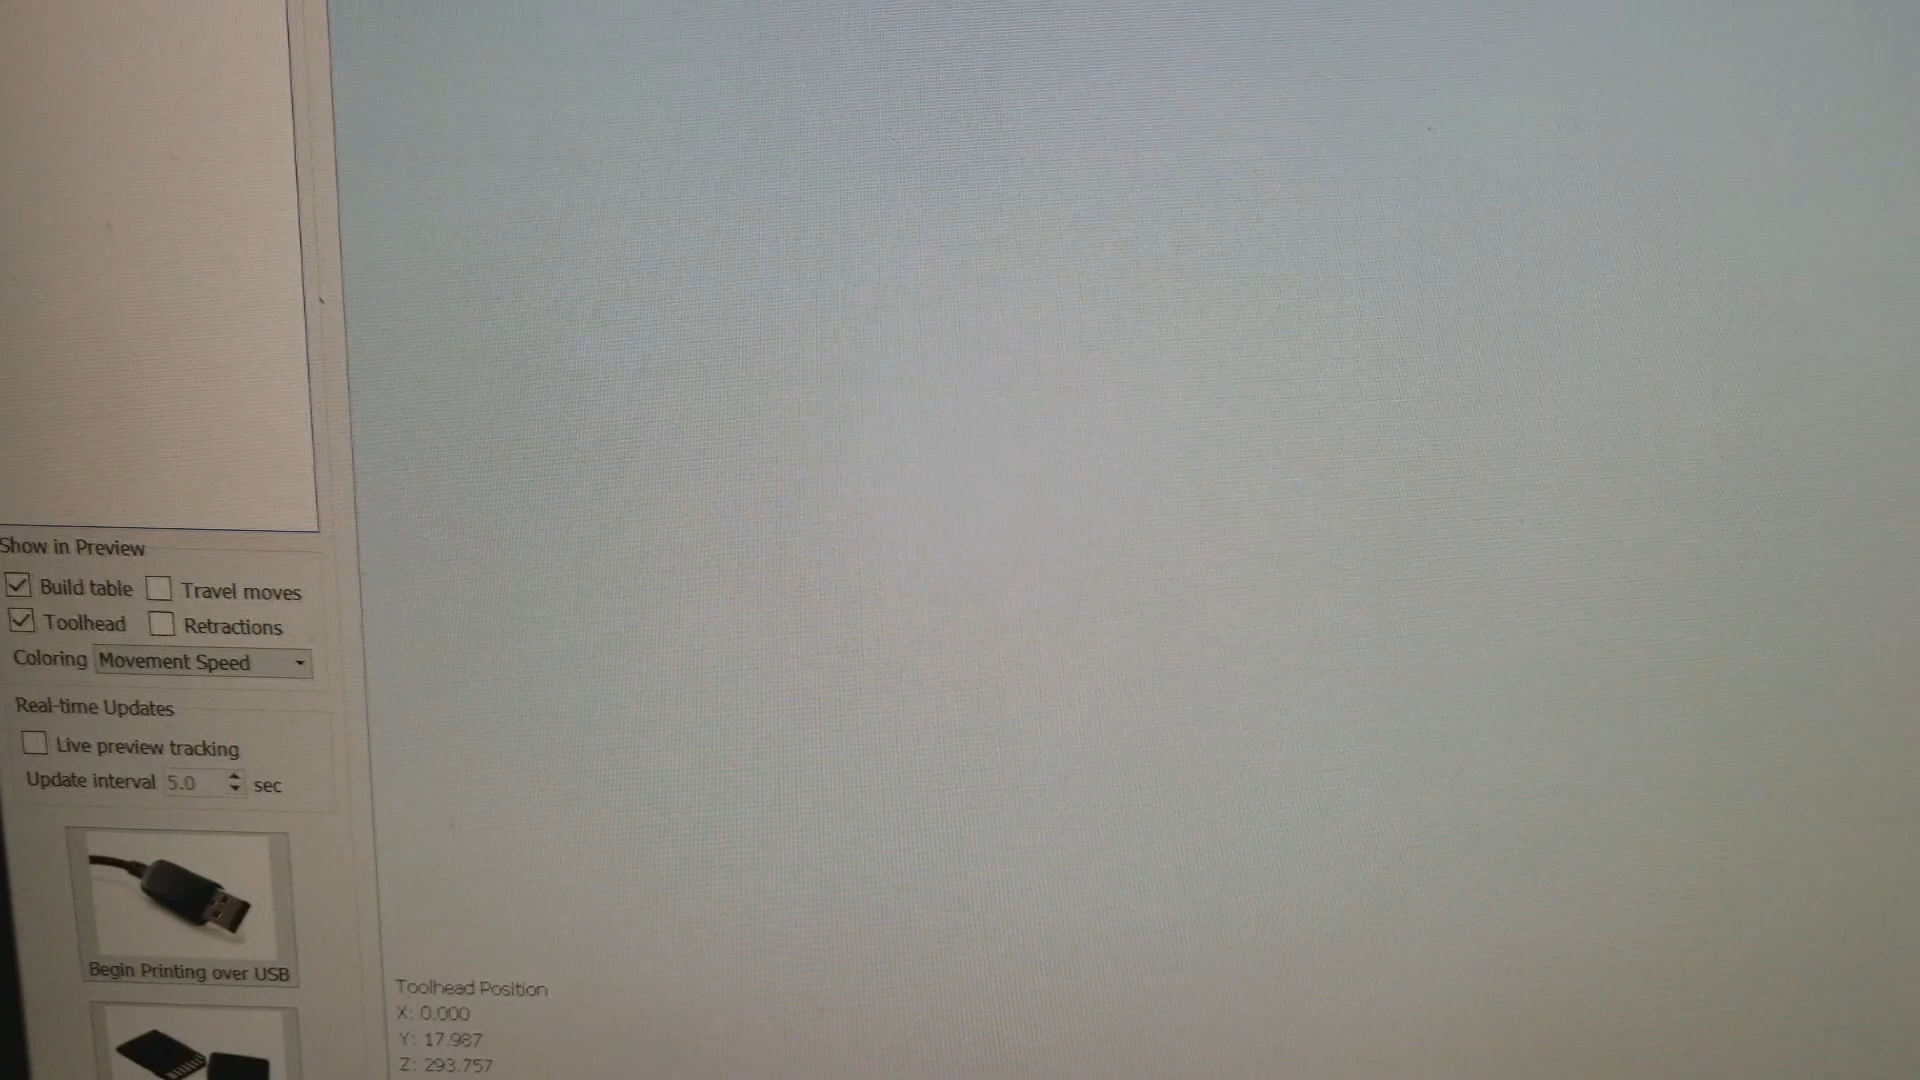 Show in Preview
Build table Travel moves
Toolhead Retractions
Coloring Movement Speed
Real-time Updates
Live preview tracking
Update interval 5.0 sec
Begin Printing over USB
Toolhead Position
X: 0.000
Y: 17.987
Z: 293.757